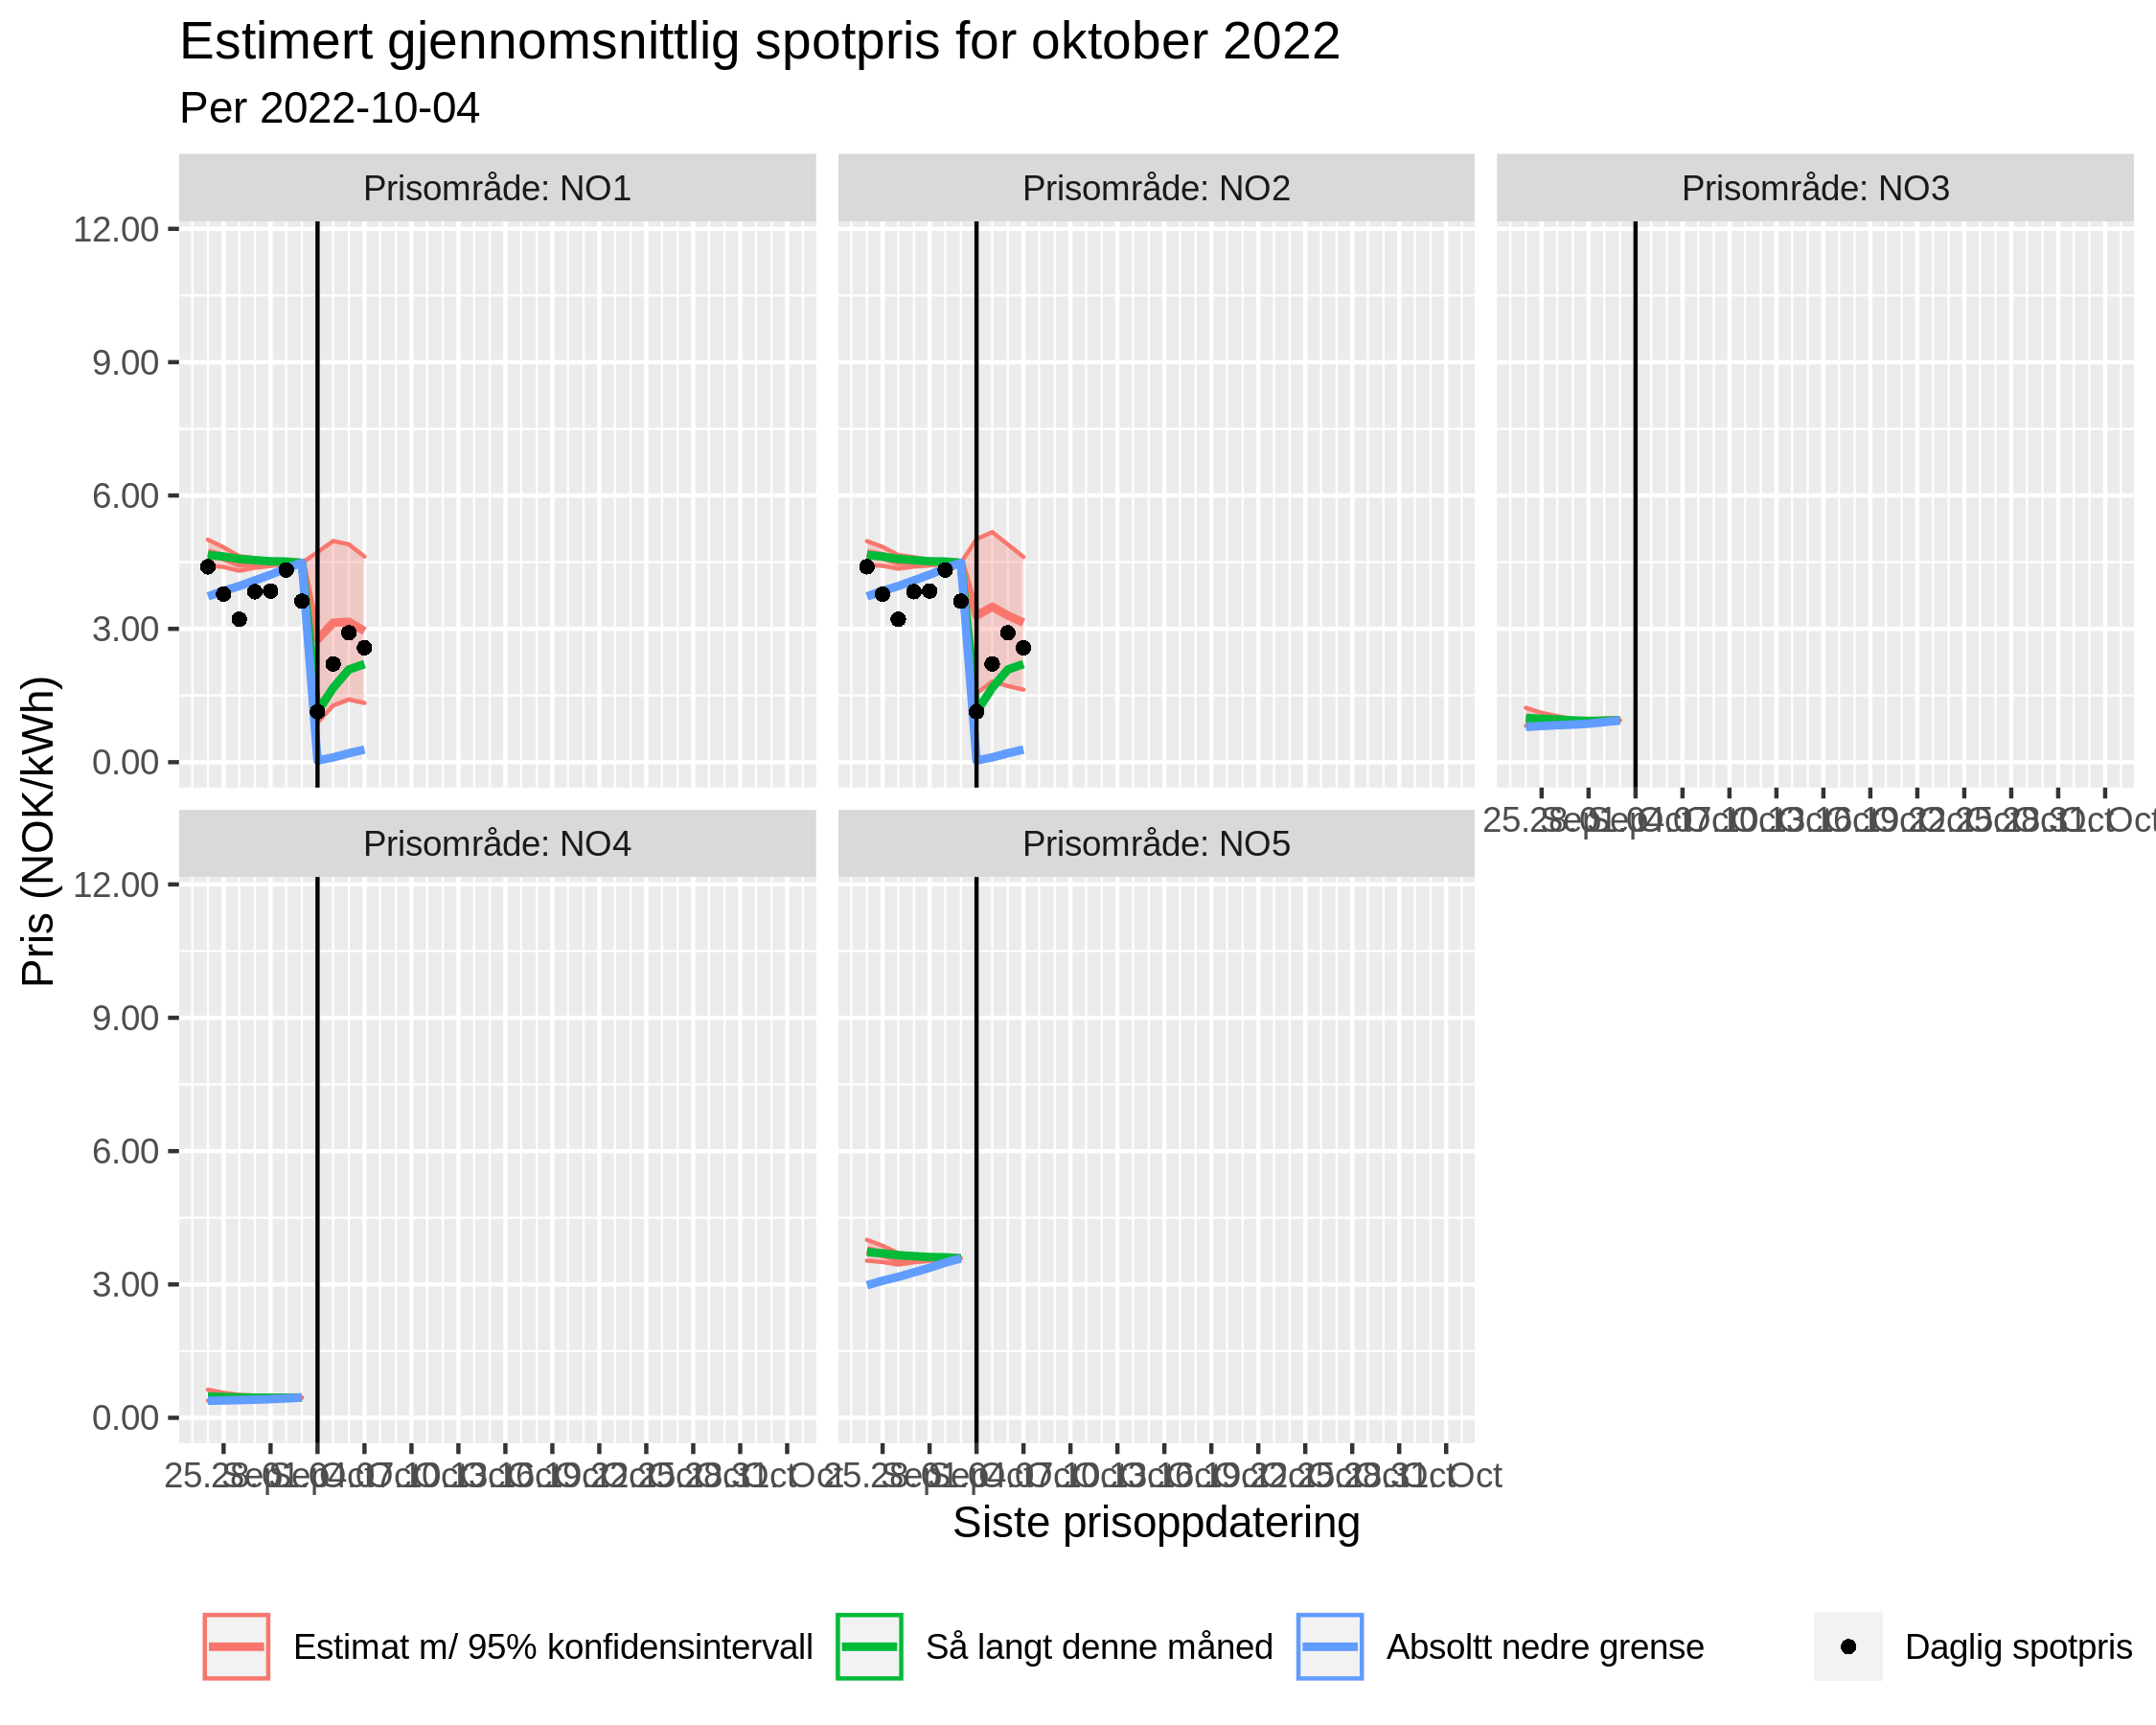 Estimert gjennomsnittlig spotpris for oktober 2022
Per 2022-10-04
Prisområde: NO1
Prisområde: NO2
Prisområde: NO3
12.00
9.00
6.00
3.00
0.00
Prisområde: NO4
Prisområde: NO5
12.00
9.00
6.00
3.00
0.00
Pris (NOK/kWh)
Siste prisoppdatering
Estimat m/ 95% konfidensintervall
Så langt denne måned
Absoltt nedre grense
Daglig spotpris